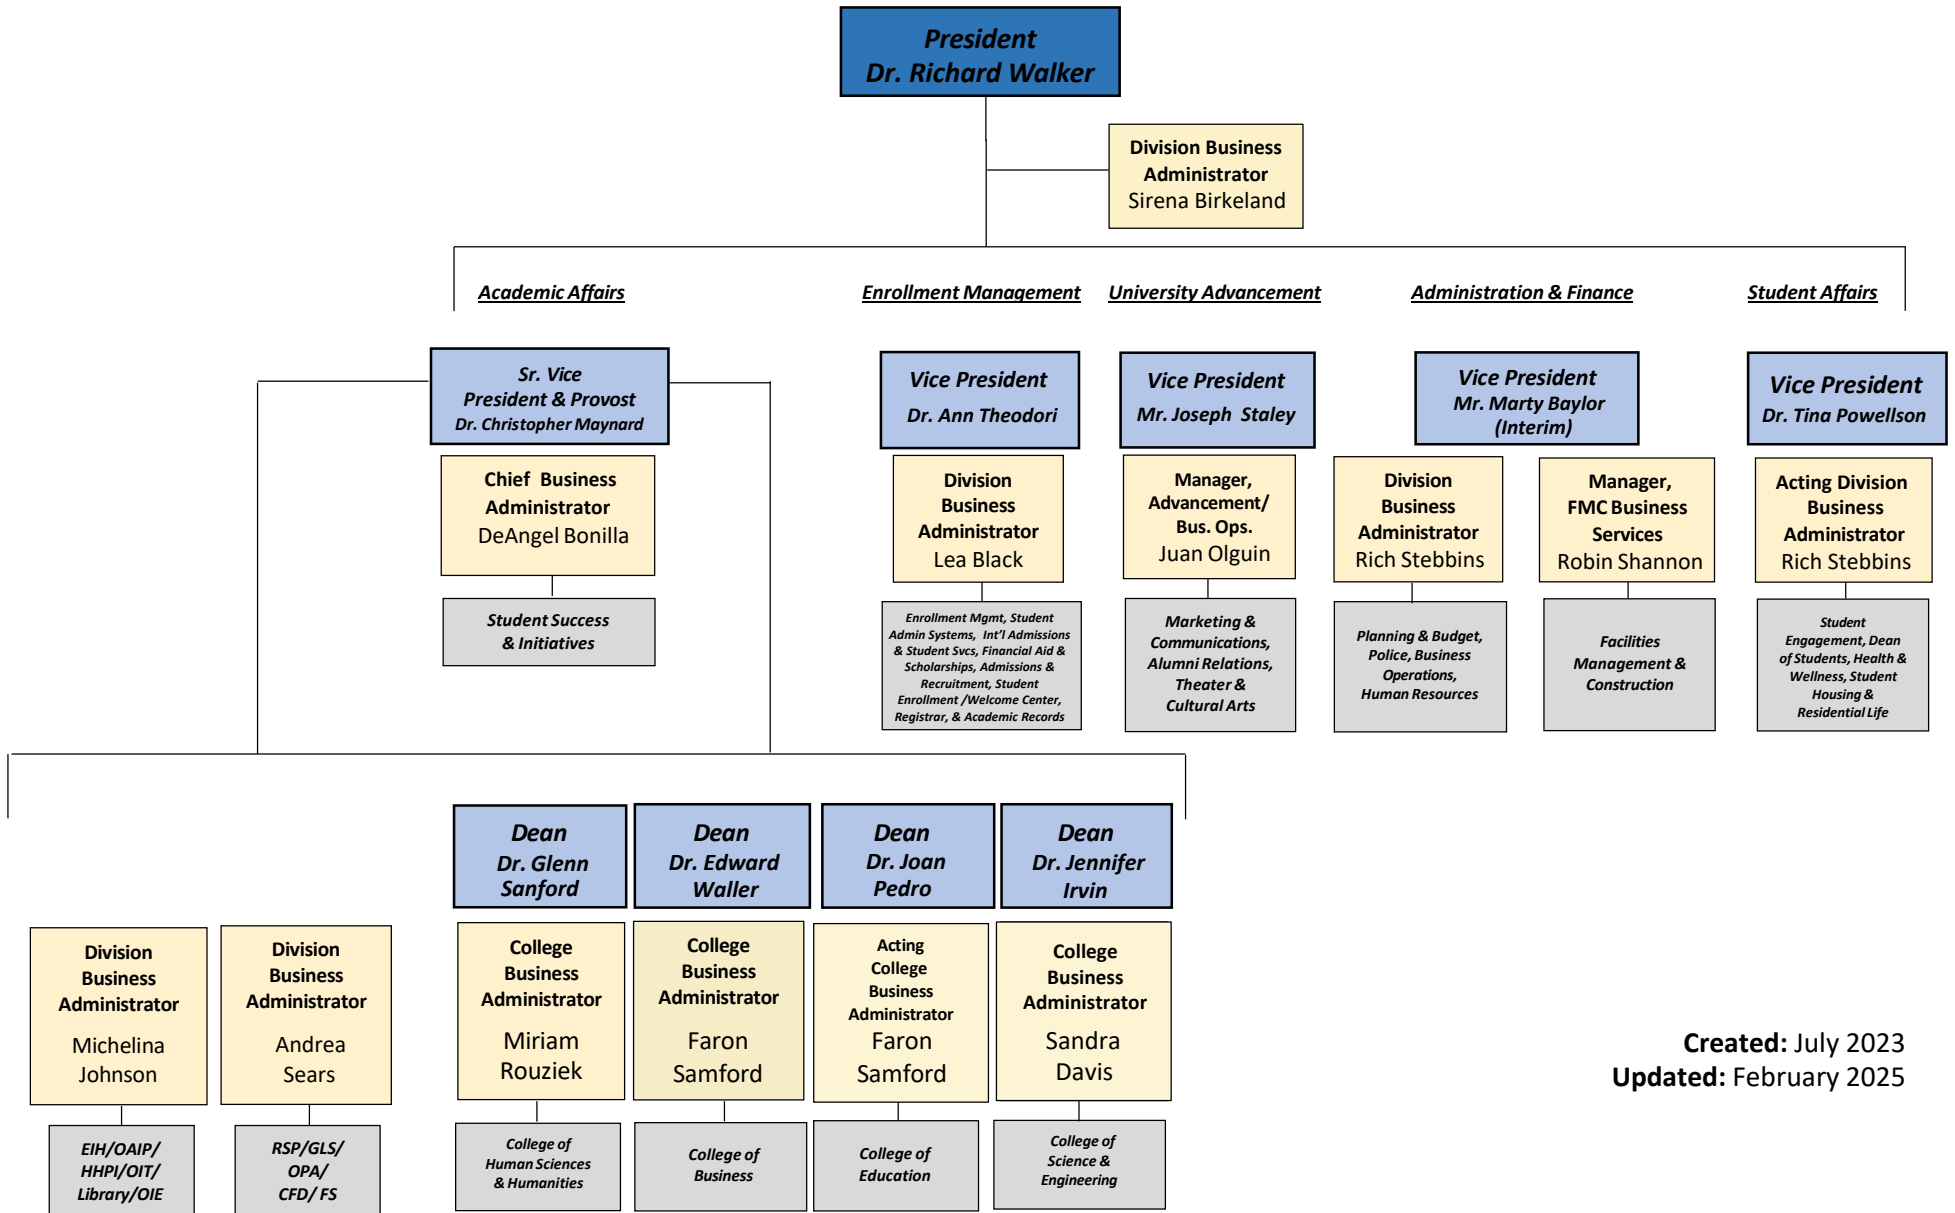 President
Dr. Richard Walker
Division Business
Administrator
Sirena Birkeland
Academic Affairs
Enrollment Management
University Advancement
Administration & Finance
Student Affairs
Sr. Vice
President & Provost
Dr. Christopher Maynard
Vice President
Dr. Ann Theodori
Vice President
Mr. Joseph Staley
Vice President
Mr. Marty Baylor
(Interim)
Vice President
Dr. Tina Powellson
Chief Business
Administrator
DeAngel Bonilla
Division
Business
Administrator
Lea Black
Manager,
Advancement/
Bus. Ops.
Juan Olguin
Division
Business
Administrator
Rich Stebbins
Manager,
FMC Business
Services
Robin Shannon
Acting Division
Business
Administrator
Rich Stebbins
Student Success
& Initiatives
Enrollment Mgmt, Student
Admin Systems, Int'l Admissions
& Student Svcs, Financial Aid &
Scholarships, Admissions &
Recruitment, Student
Enrollment /Welcome Center,
Registrar, & Academic Records
Marketing &
Communications,
Alumni Relations,
Theater &
Cultural Arts
Planning & Budget,
Police, Business
Operations,
Human Resources
Facilities
Management &
Construction
Student
Engagement, Dean
of Students, Health &
Wellness, Student
Housing &
Residential Life
Dean
Dr. Glenn
Sanford
Dean
Dr. Edward
Waller
Dean
Dr. Joan
Pedro
Dean
Dr. Jennifer
Irvin
Division
Business
Administrator
Michelina
Johnson
Division
Business
Administrator
Andrea
Sears
College
Business
Administrator
Miriam
Rouziek
College
Business
Administrator
Faron
Samford
Acting
College
Business
Administrator
Faron
Samford
College
Business
Administrator
Sandra
Davis
EIH/OAIP/
HHPI/OIT/
Library/OIE
RSP/GLS/
OPA/
CFD/ FS
College of
Human Sciences
& Humanities
College of
Business
College of
Education
College of
Science &
Engineering
Created: July 2023
Updated: February 2025